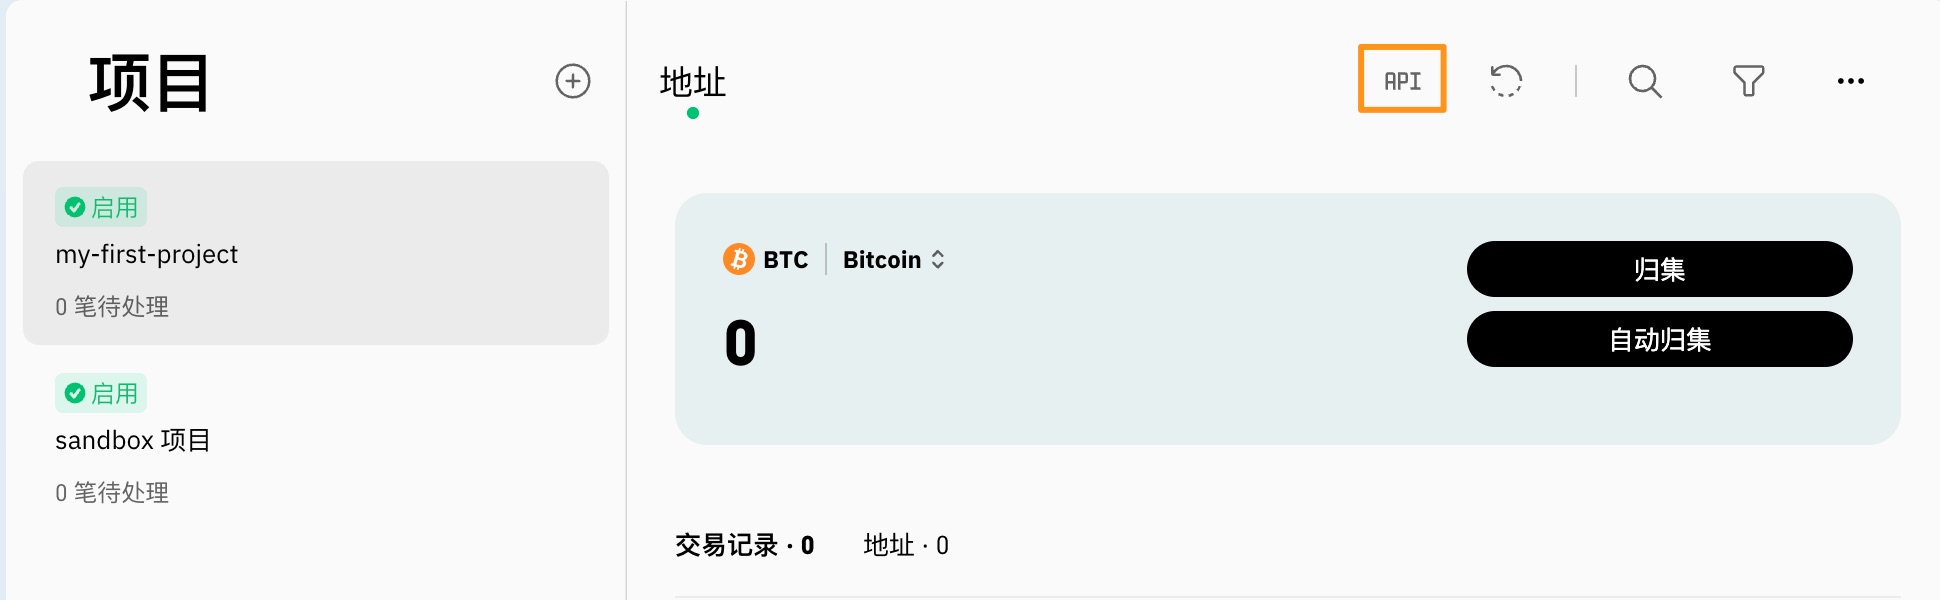 项目
启用
my-first-project
0 笔待处理
启用
sandbox 项目
0 笔待处理
地址
API
BTC Bitcoin
0
归集
自动归集
交易记录 · 0 地址 · 0